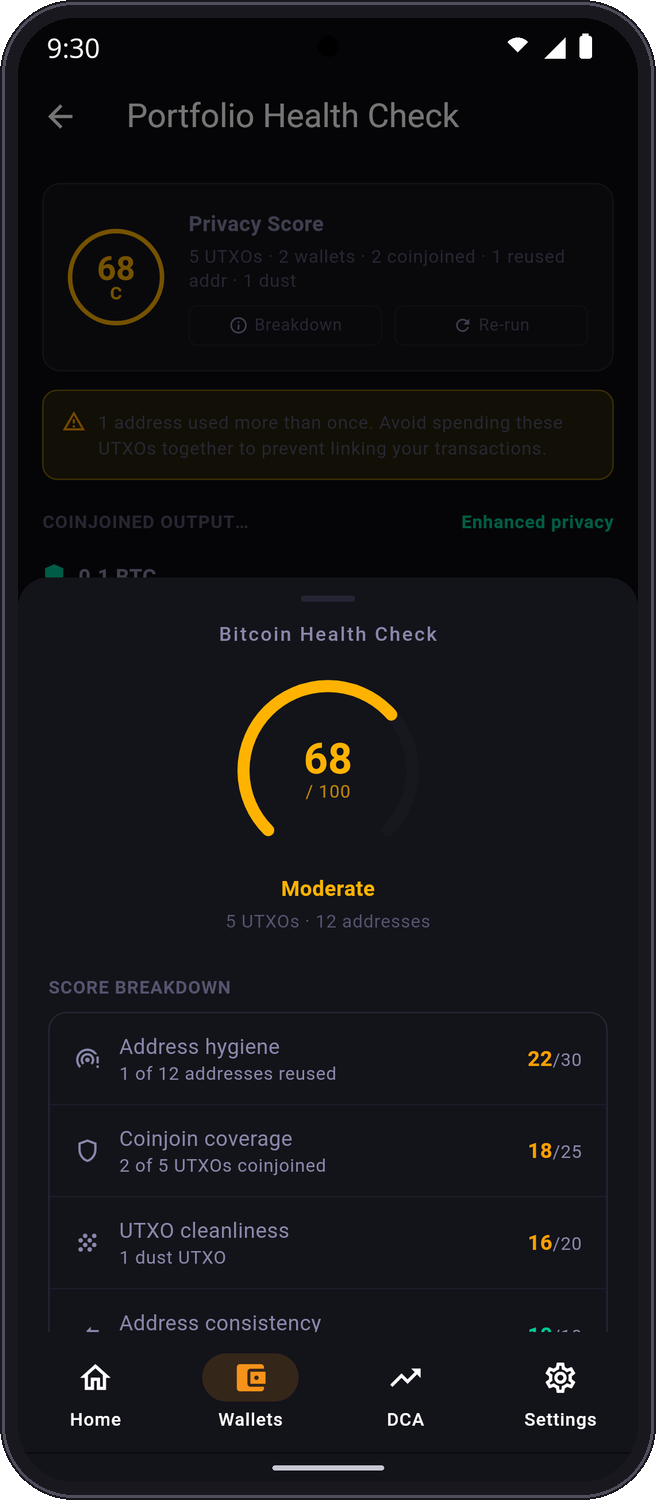 9:30
Portfolio Health Check
68
C
Privacy Score
5 UTXOs · 2 wallets · 2 coinjoined · 1 reused
addr · 1 dust
Breakdown
Re-run
1 address used more than once. Avoid spending these
UTXOs together to prevent linking your transactions.
COINJOINED OUTPUT…
Enhanced privacy
0.1 BTC
Bitcoin Health Check
68
/ 100
Moderate
5 UTXOs · 12 addresses
SCORE BREAKDOWN
Address hygiene
22/30
1 of 12 addresses reused
Coinjoin coverage
18/25
2 of 5 UTXOs coinjoined
UTXO cleanliness
16/20
1 dust UTXO
Address consistency
Home
Wallets
DCA
Settings